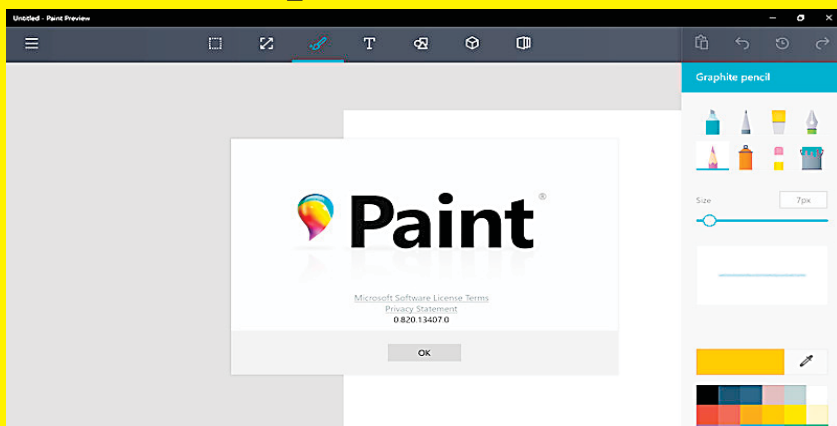 Untitled - Paint Preview
T
Graphite pencil
Size
7px
Paint®
Microsoft Software License Terms
Privacy Statement
0.820.13407.0
OK